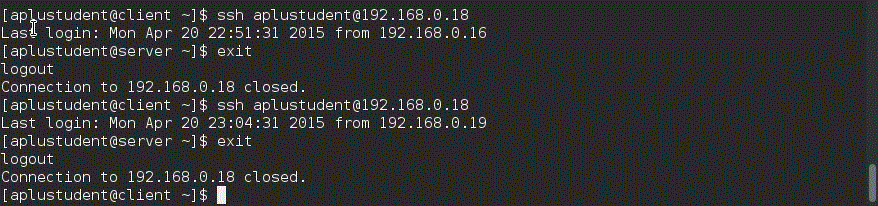 [aplustudent@client ~]$ ssh aplustudent@192.168.0.18
Last login: Mon Apr 20 22:51:31 2015 from 192.168.0.16
[aplustudent@server ~]$ exit
logout
Connection to 192.168.0.18 closed.
[aplustudent@client ~]$ ssh aplustudent@192.168.0.18
Last login: Mon Apr 20 23:04:31 2015 from 192.168.0.19
[aplustudent@server ~]$ exit
logout
Connection to 192.168.0.18 closed.
[aplustudent@client ~]$